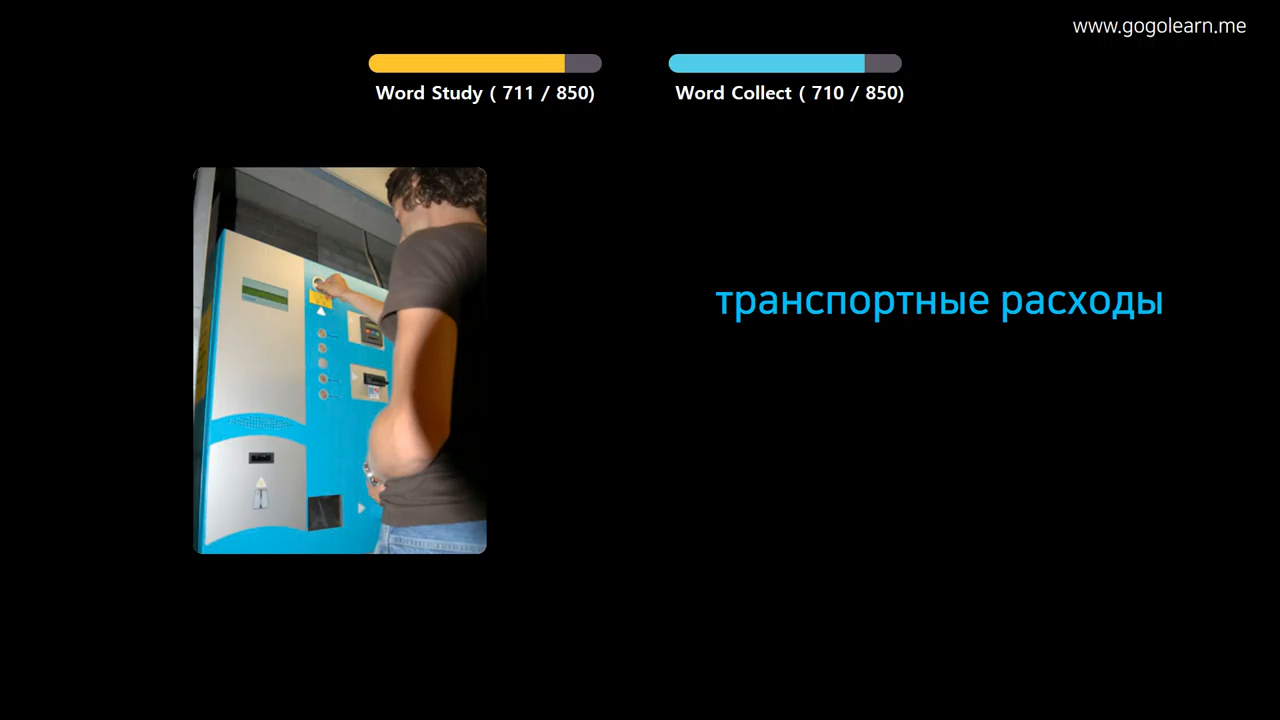 www.gogolearn.me
Word Study ( 711 / 850)
Word Collect ( 710 / 850)
транспортные расходы